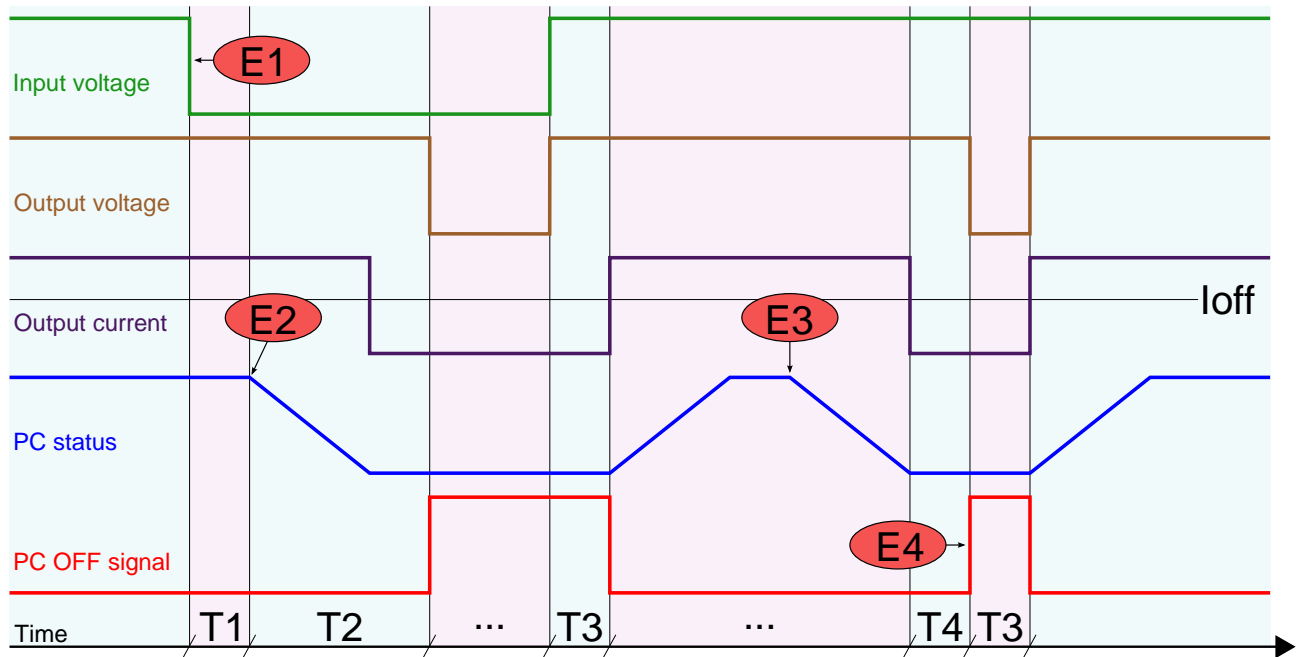 E1
Input voltage
Output voltage
Ioff
E2
E3
Output current
PC status
E4
PC OFF signal
Time T1 T2 ... T3 ... T4 T3